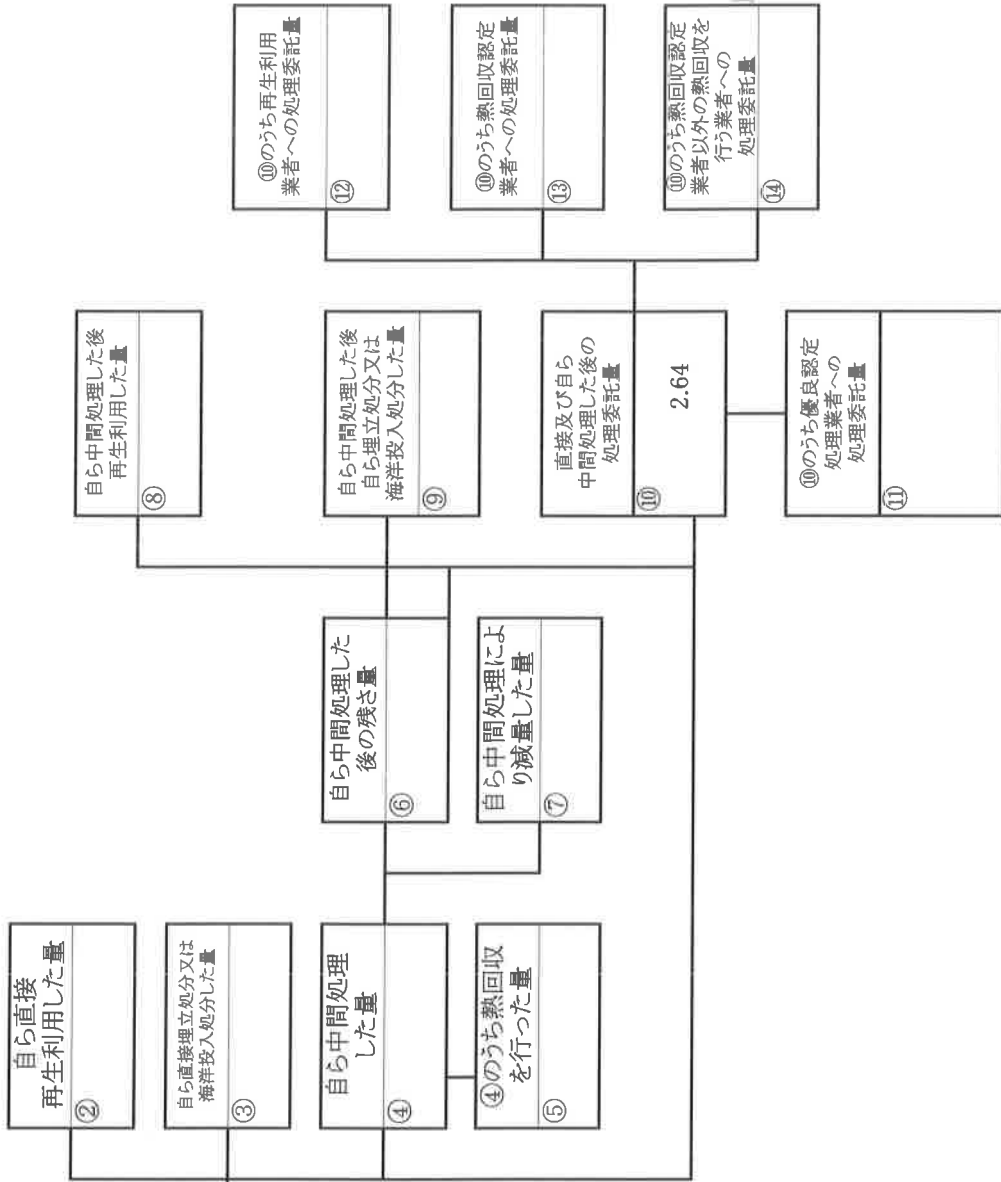 自ら直接
再生利用した量
②
自ら直接埋立処分又は
海洋投入処分した量
③
自ら中間処理
した量
④
④のうち熱回収
を行った量
⑤
自ら中間処理した
後の残さ量
⑥
自ら中間処理によ
り減量した量
⑦
自ら中間処理した後
再生利用した量
⑧
自ら中間処理した後
自ら埋立処分又は
海洋投入処分した量
⑨
直接及び自ら
中間処理した後の
処理委託量
⑩
2.64
⑩のうち優良認定
処理業者への
処理委託量
⑪
⑩のうち再生利用
業者への処理委託量
⑫
⑩のうち熱回収認定
業者への処理委託量
⑬
⑩のうち熱回収認定
業者以外の熱回収を
行う業者への
処理委託量
⑭